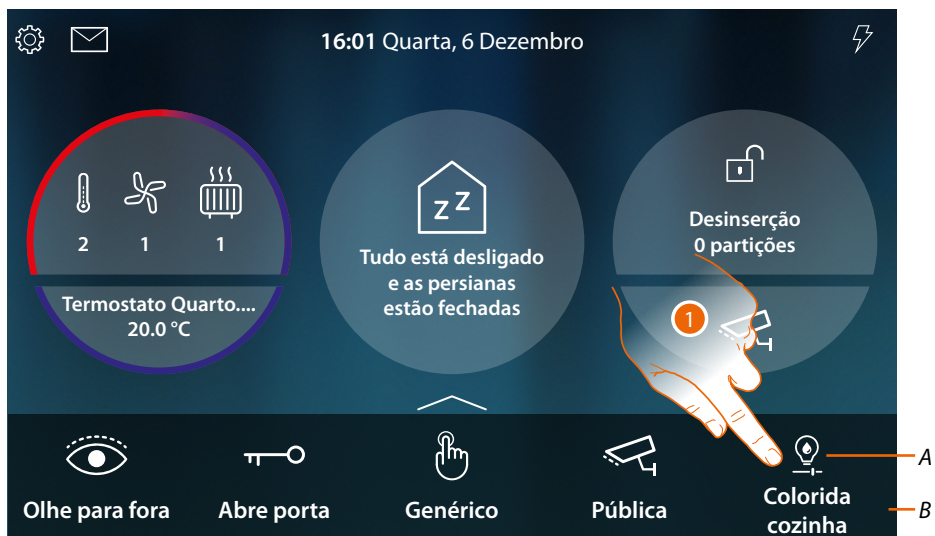 16:01 Quarta, 6 Dezembro
2 1 1
Termostato Quarto....
20.0 °C
z Z
Tudo está desligado
e as persianas
estão fechadas
Desinserção
0 partições
1
Olhe para fora
Abre porta
Genérico
Pública
Colorida
cozinha
A
B